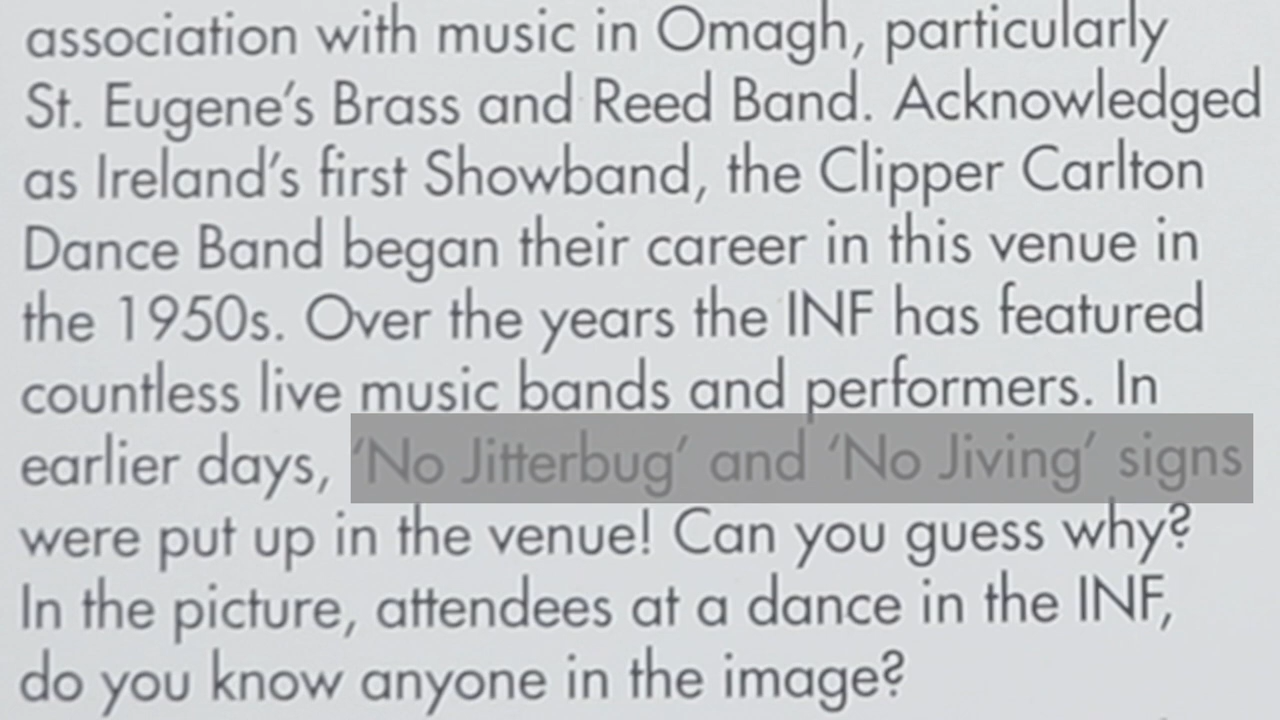 association with music in Omagh, particularly
St. Eugene's Brass and Reed Band. Acknowledged
as Ireland's first Showband, the Clipper Carlton
Dance Band began their career in this venue in
the 1950s. Over the years the INF has featured
countless live music bands and performers. In
earlier days, 'No Jitterbug' and 'No Jiving' signs
were put up in the venue! Can you guess why?
In the picture, attendees at a dance in the INF,
do you know anyone in the image?